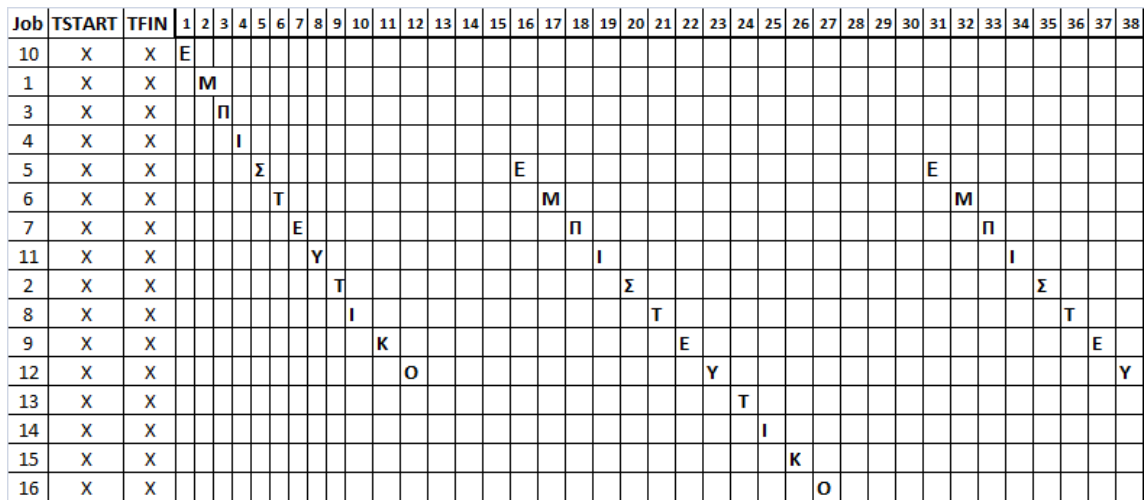 Job TSTART TFIN 1 2 3 4 5 6 7 8 9 10 11 12 13 14 15 16 17 18 19 20 21 22 23 24 25 26 27 28 29 30 31 32 33 34 35 36 37 38
10 X X Ε
1 X X Μ
3 X X Π
4 X X Ι
5 X X Σ Ε Ε
6 X X Τ Μ Μ
7 X X Ε Π Π
11 X X Υ Ι Ι
2 X X Τ Σ Σ
8 X X Ι Τ Τ
9 X X Κ Ε Ε
12 X X Ο Υ Υ
13 X X Τ
14 X X Ι
15 X X Κ
16 X X Ο